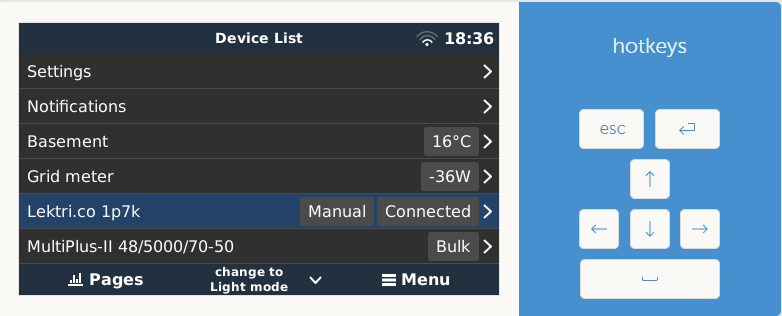 Device List 18:36
Settings
Notifications
Basement 16°C
Grid meter -36W
Lektri.co 1p7k Manual Connected
MultiPlus-II 48/5000/70-50 Bulk
Pages change to Menu
Light mode
hotkeys
esc